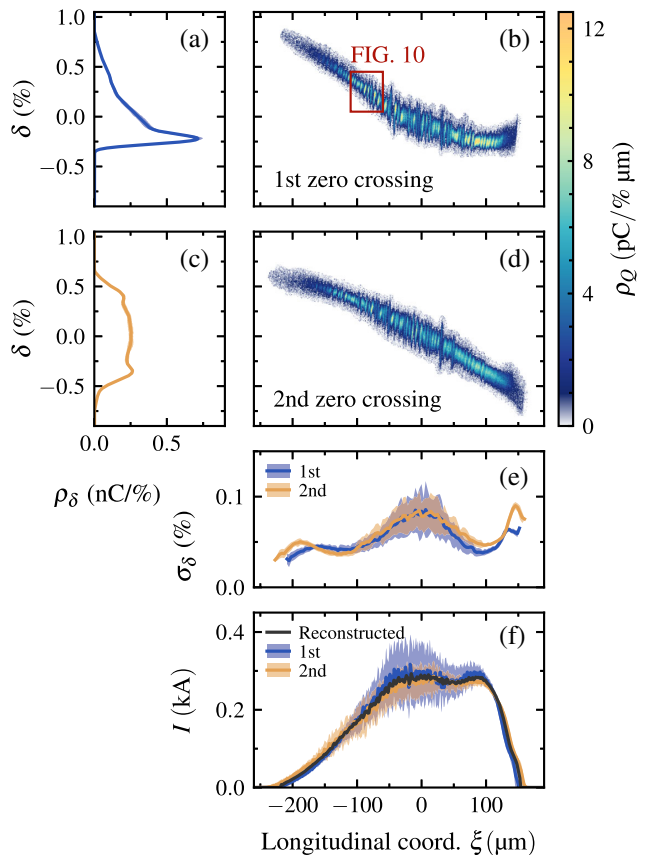 (a)
1.0
0.5
0.0
−0.5
δ (%)
(b)
FIG. 10
1st zero crossing
12
8
4
0
ρQ (pC/% μm)
(c)
1.0
0.5
0.0
−0.5
δ (%)
0.0
0.5
ρδ (nC/%)
(d)
2nd zero crossing
(e)
1st
2nd
0.1
0.0
σδ (%)
(f)
Reconstructed
1st
2nd
0.4
0.2
0.0
I (kA)
−200 −100 0 100
Longitudinal coord. ξ (μm)